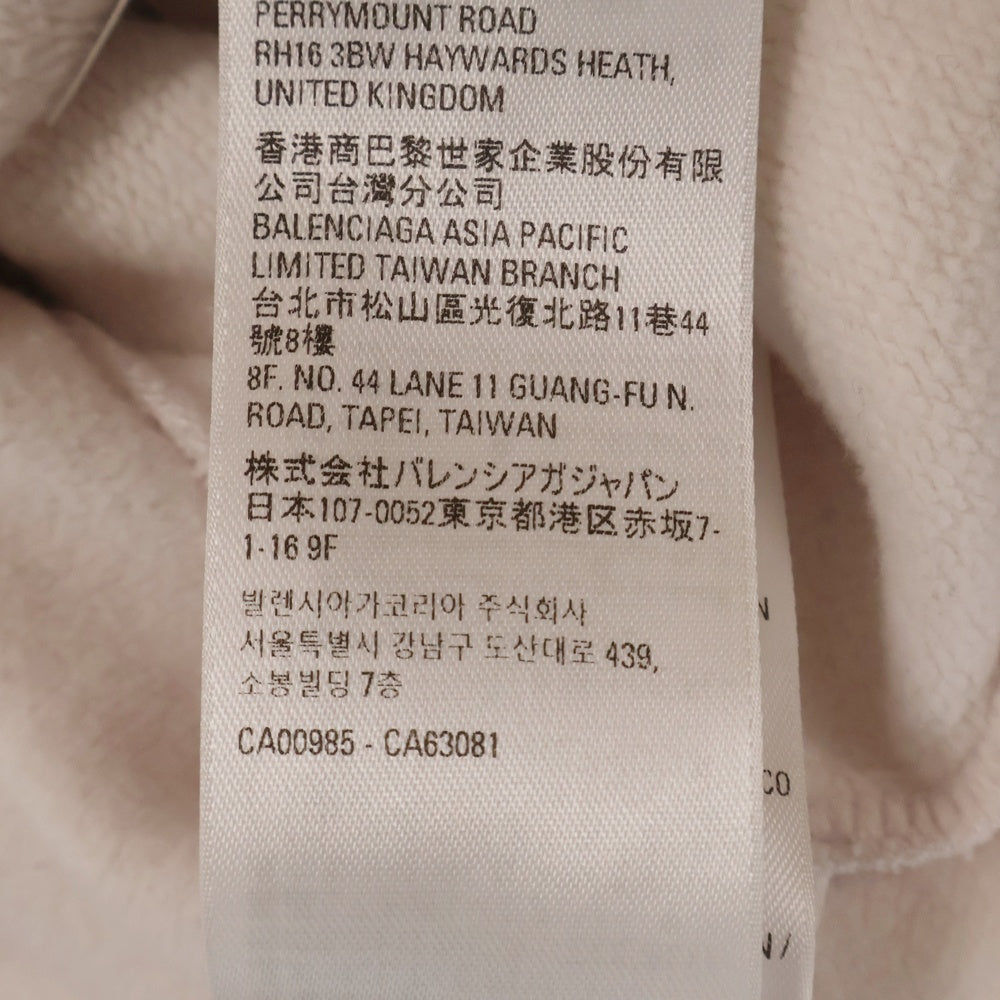 PERRYMOUNT ROAD
RH16 3BW HAYWARDS HEATH,
UNITED KINGDOM
香港商巴黎世家企業股份有限
公司台灣分公司
BALENCIAGA ASIA PACIFIC
LIMITED TAIWAN BRANCH
台北市松山區光復北路11巷44
號8樓
8F. NO. 44 LANE 11 GUANG-FU N.
ROAD, TAPEI, TAIWAN
株式会社バレンシアガジャパン
日本107-0052東京都港区赤坂7-
1-16 9F
발렌시아가코리아 주식회사
서울특별시 강남구 도산대로 439,
소봉빌딩 7층
CA00985 - CA63081
N
CO
N /